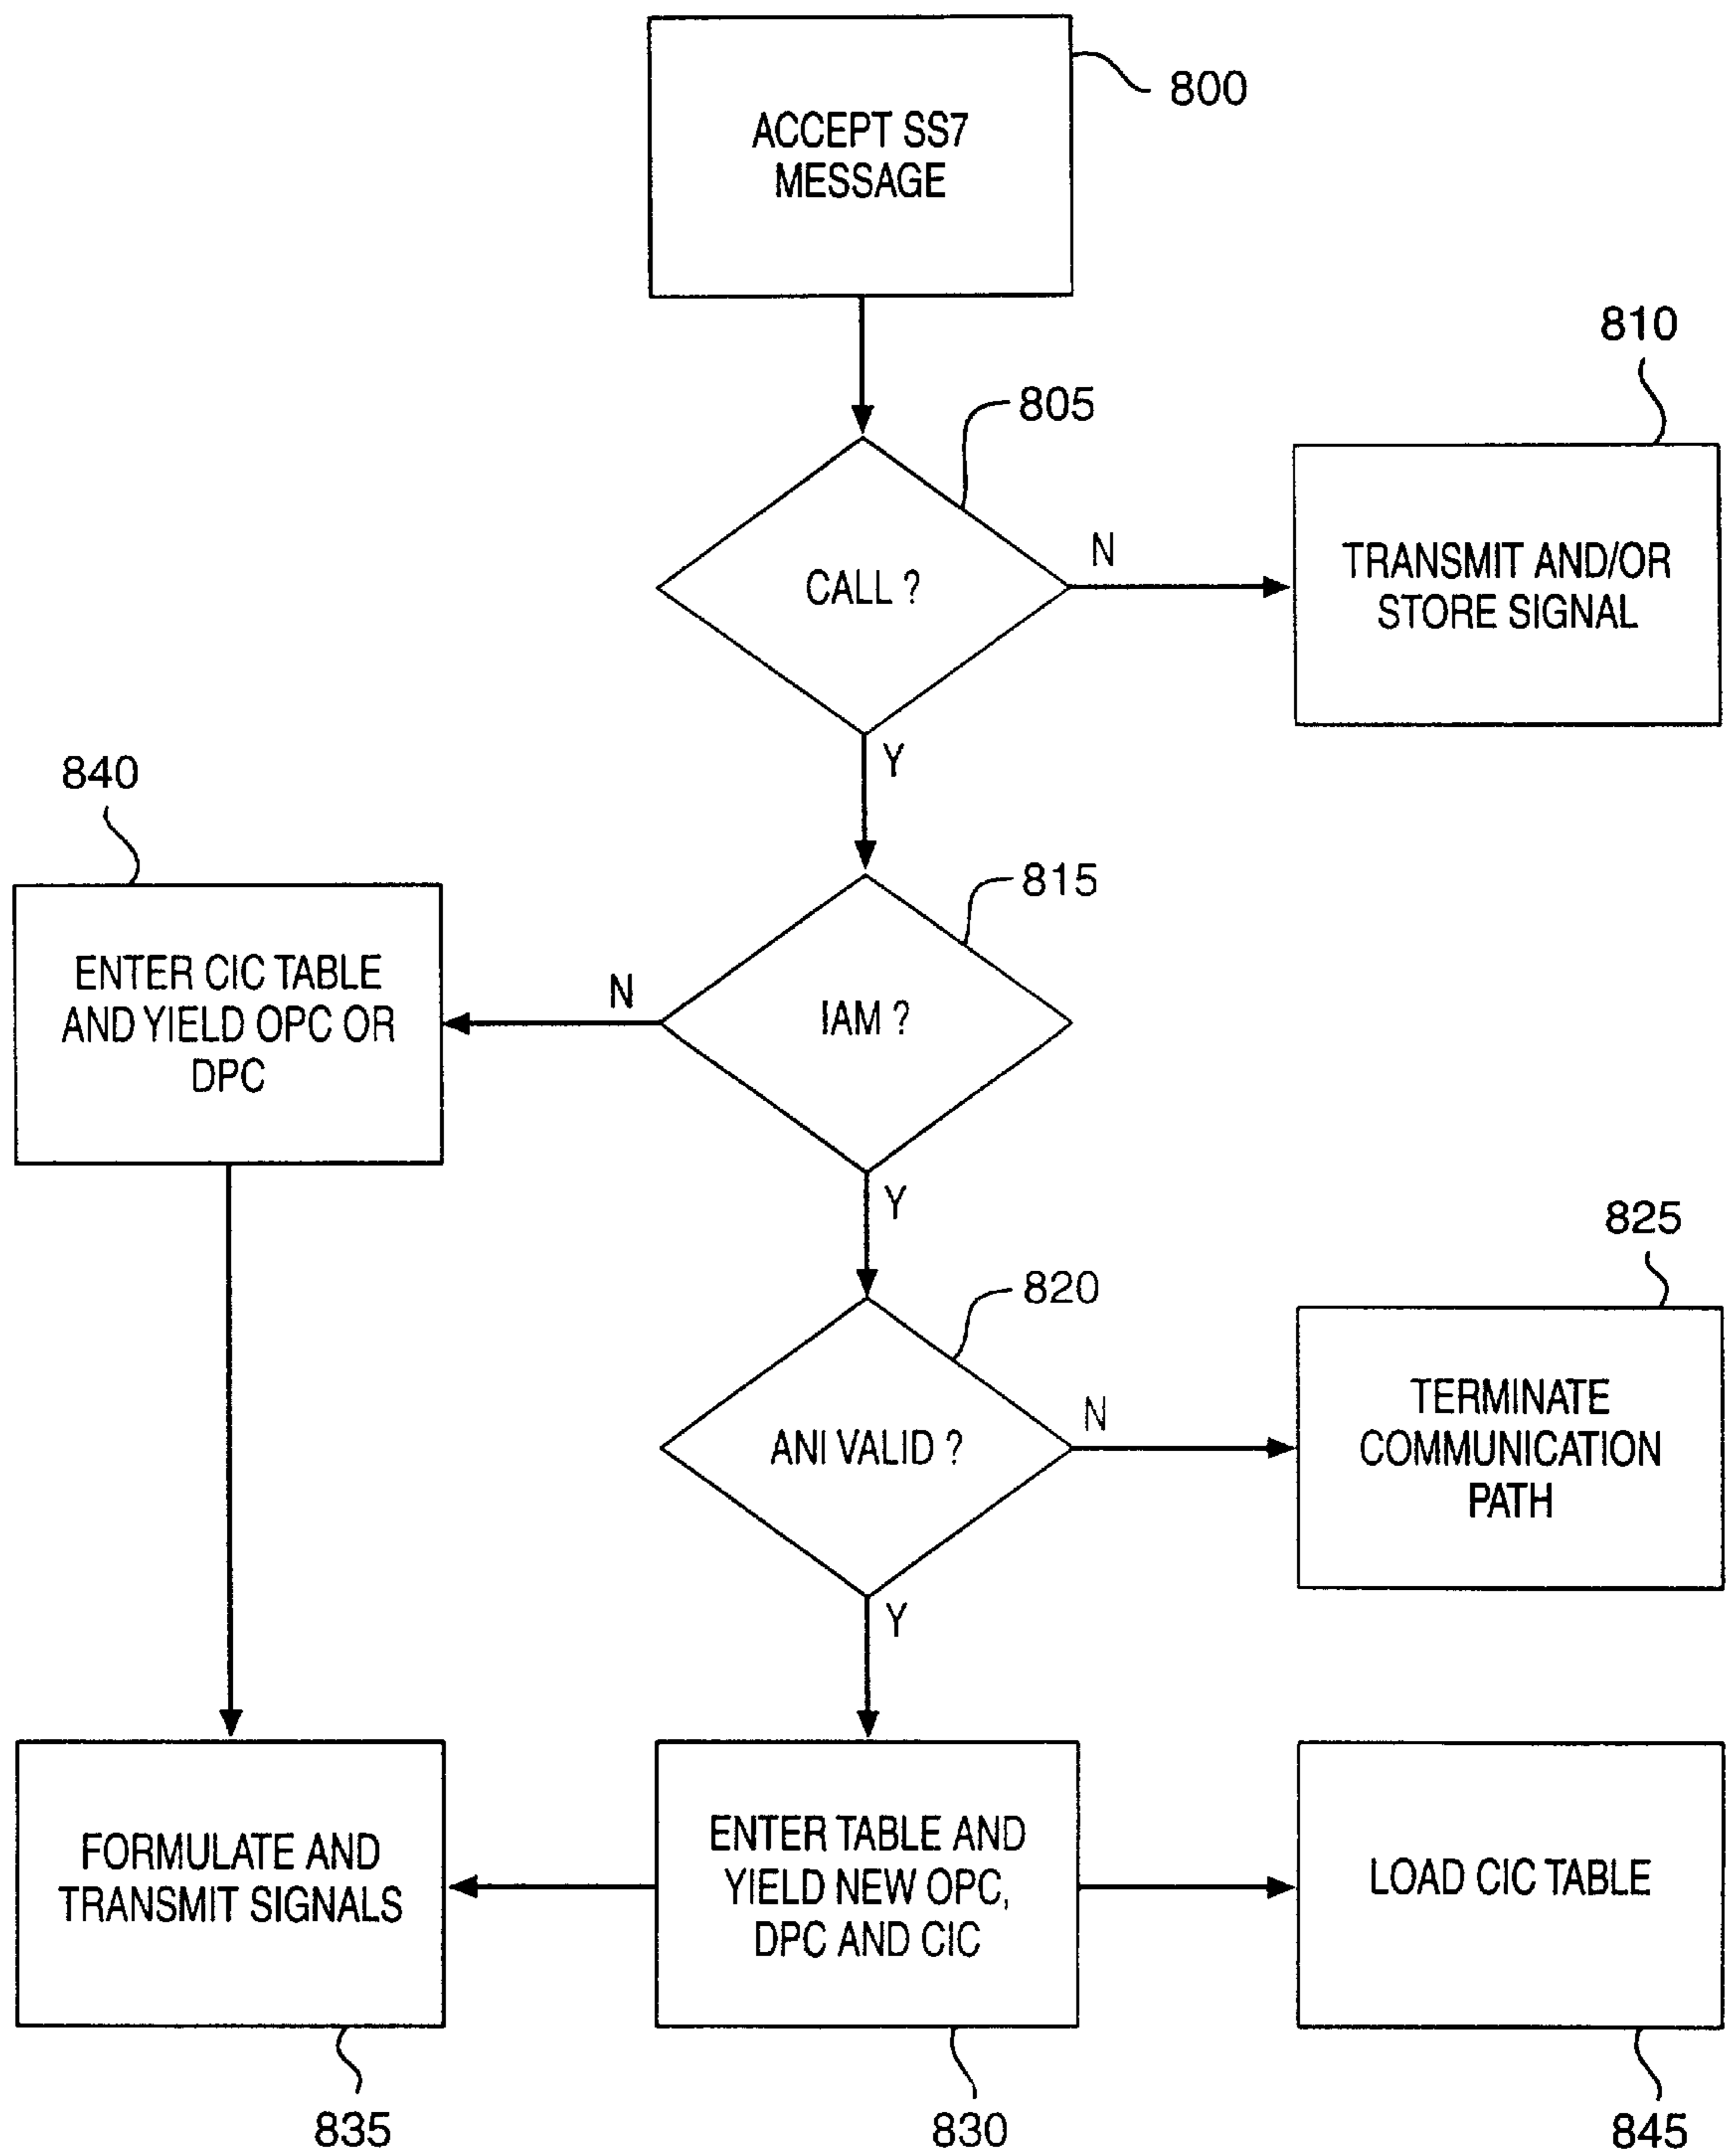 800
ACCEPT SS7
MESSAGE
810
805
CALL ?
N
TRANSMIT AND/OR
STORE SIGNAL
Y
840
815
ENTER CIC TABLE
AND YIELD OPC OR
DPC
N
IAM ?
Y
825
820
ANI VALID ?
N
TERMINATE
COMMUNICATION
PATH
Y
FORMULATE AND
TRANSMIT SIGNALS
ENTER TABLE AND
YIELD NEW OPC,
DPC AND CIC
LOAD CIC TABLE
835
830
845